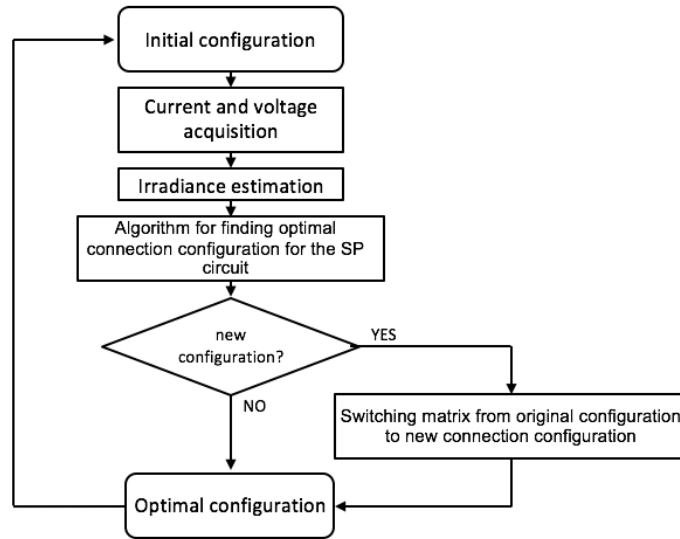 Initial configuration
Current and voltage
acquisition
Irradiance estimation
Algorithm for finding optimal
connection configuration for the SP
circuit
new
configuration?
YES
NO
Switching matrix from original configuration
to new connection configuration
Optimal configuration